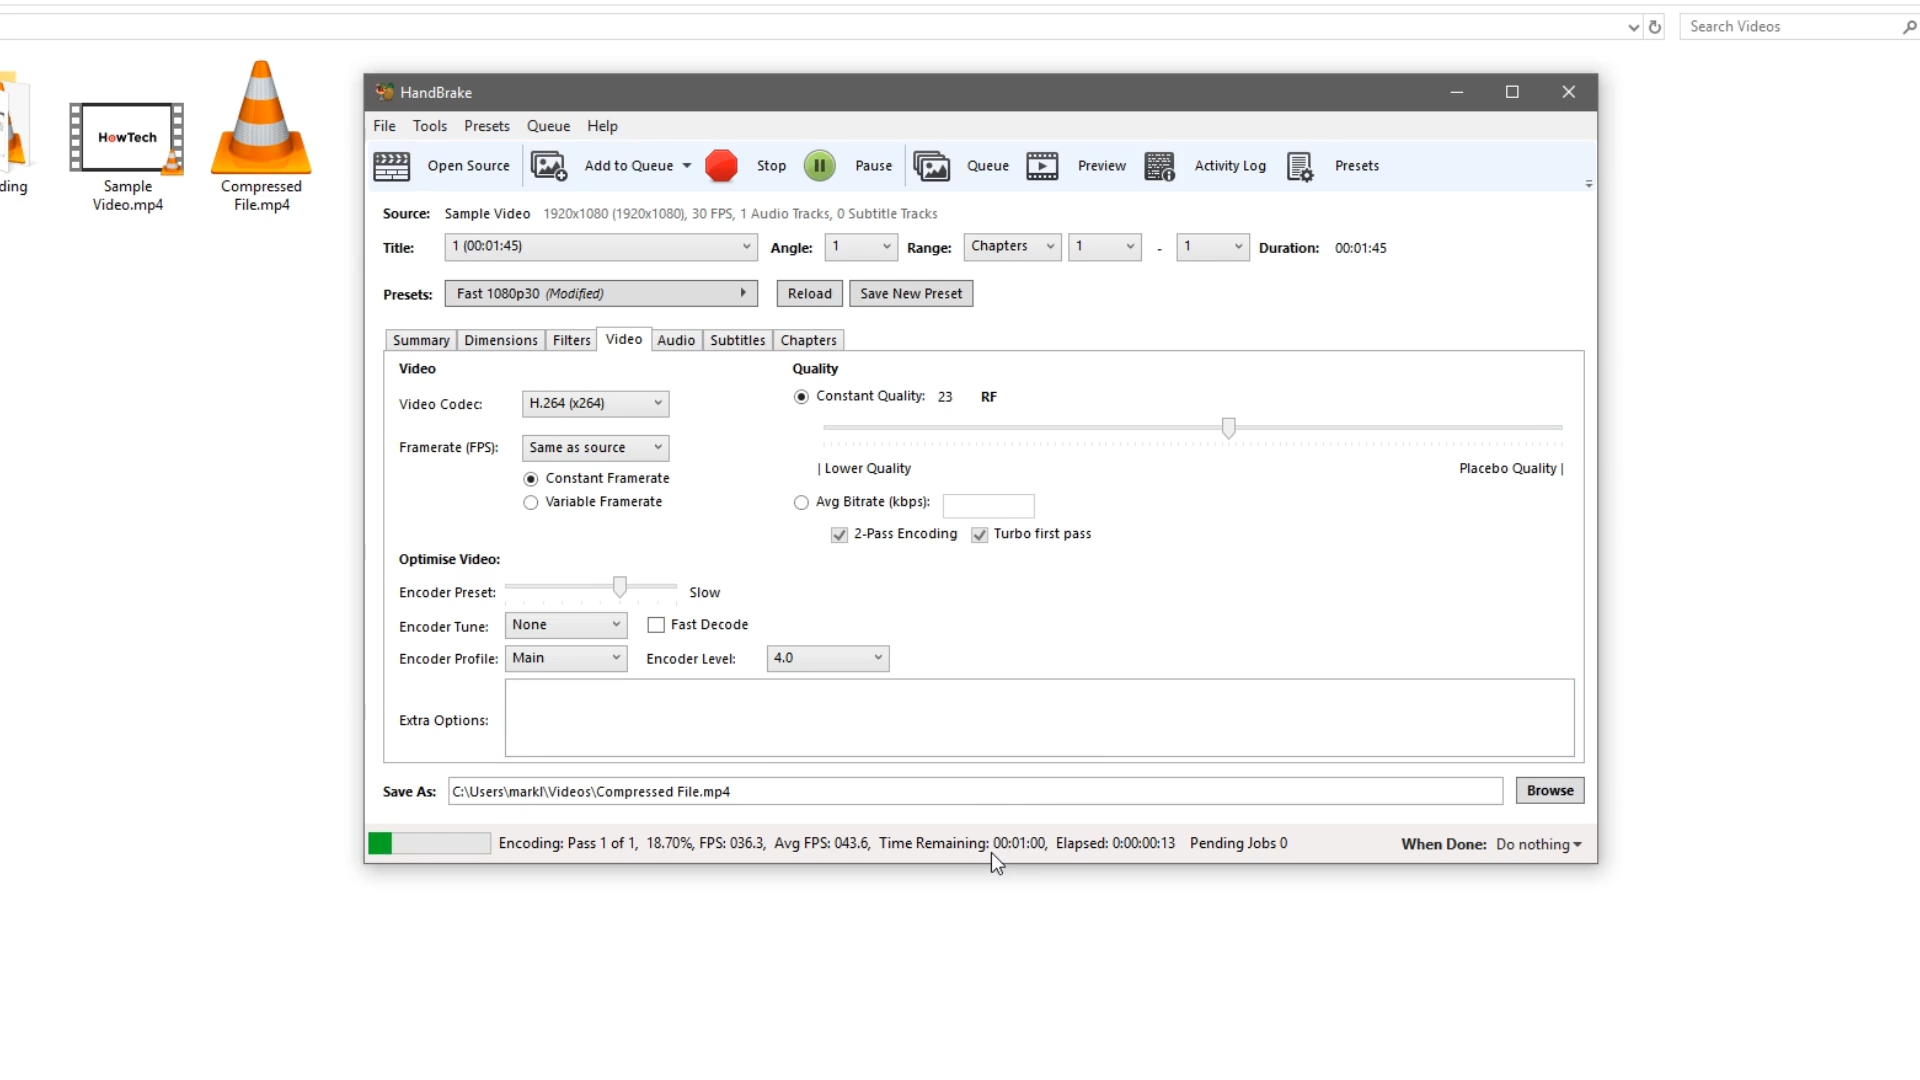 Search Videos
HandBrake
File Tools Presets Queue Help
Open Source Add to Queue Stop Pause Queue Preview Activity Log Presets
HowTech
ding
Sample
Video.mp4
Compressed
File.mp4
Source: Sample Video 1920x1080 (1920x1080), 30 FPS, 1 Audio Tracks, 0 Subtitle Tracks
Title: 1 (00:01:45) Angle: 1 Range: Chapters 1 - 1 Duration: 00:01:45
Presets: Fast 1080p30 (Modified) Reload Save New Preset
Summary Dimensions Filters Video Audio Subtitles Chapters
Video Quality
Constant Quality: 23 RF
Video Codec: H.264 (x264)
Framerate (FPS): Same as source
| Lower Quality Placebo Quality |
Constant Framerate
Variable Framerate Avg Bitrate (kbps):
2-Pass Encoding Turbo first pass
Optimise Video:
Encoder Preset: Slow
Encoder Tune: None Fast Decode
Encoder Profile: Main Encoder Level: 4.0
Extra Options:
Save As: C:\Users\markl\Videos\Compressed File.mp4 Browse
Encoding: Pass 1 of 1, 18.70%, FPS: 036.3, Avg FPS: 043.6, Time Remaining: 00:01:00, Elapsed: 0:00:00:13 Pending Jobs 0 When Done: Do nothing